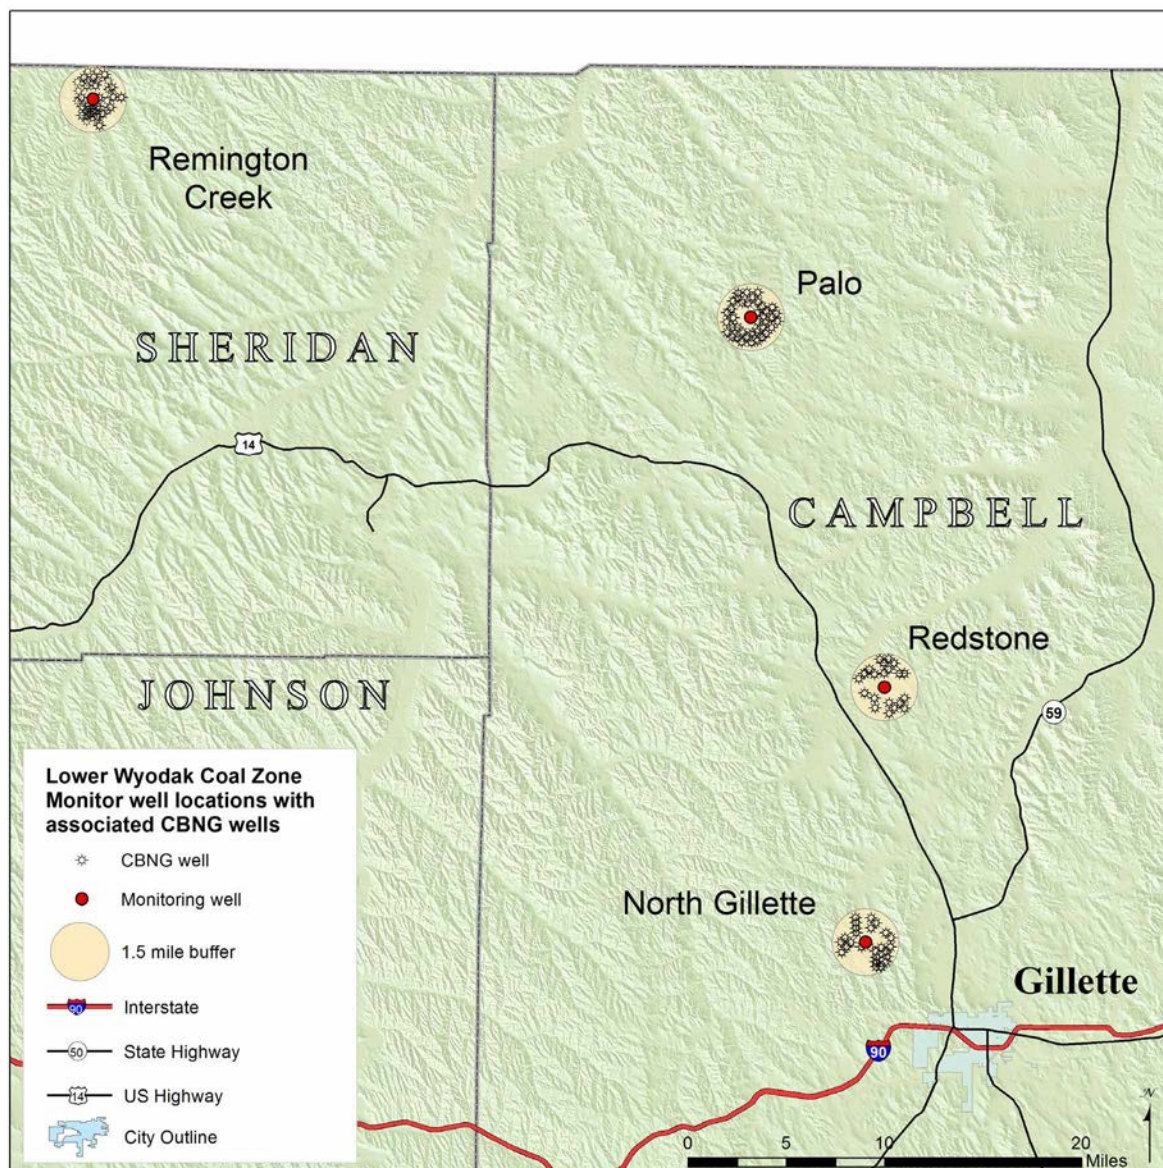 Remington
Creek
Palo
SHERIDAN
14
CAMPBELL
Redstone
JOHNSON
59
Lower Wyodak Coal Zone
Monitor well locations with
associated CBNG wells
CBNG well
Monitoring well
1.5 mile buffer
90
Interstate
50
State Highway
14
US Highway
City Outline
North Gillette
Gillette
90
N
0 5 10 20
Miles